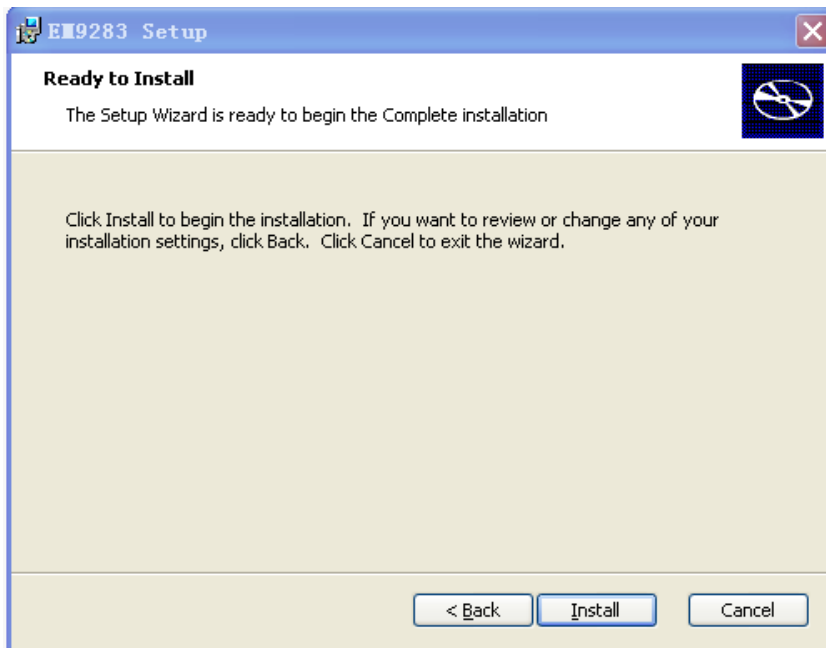 EM9283 Setup
Ready to Install
The Setup Wizard is ready to begin the Complete installation
Click Install to begin the installation.  If you want to review or change any of your
installation settings, click Back.  Click Cancel to exit the wizard.
< Back
Install
Cancel